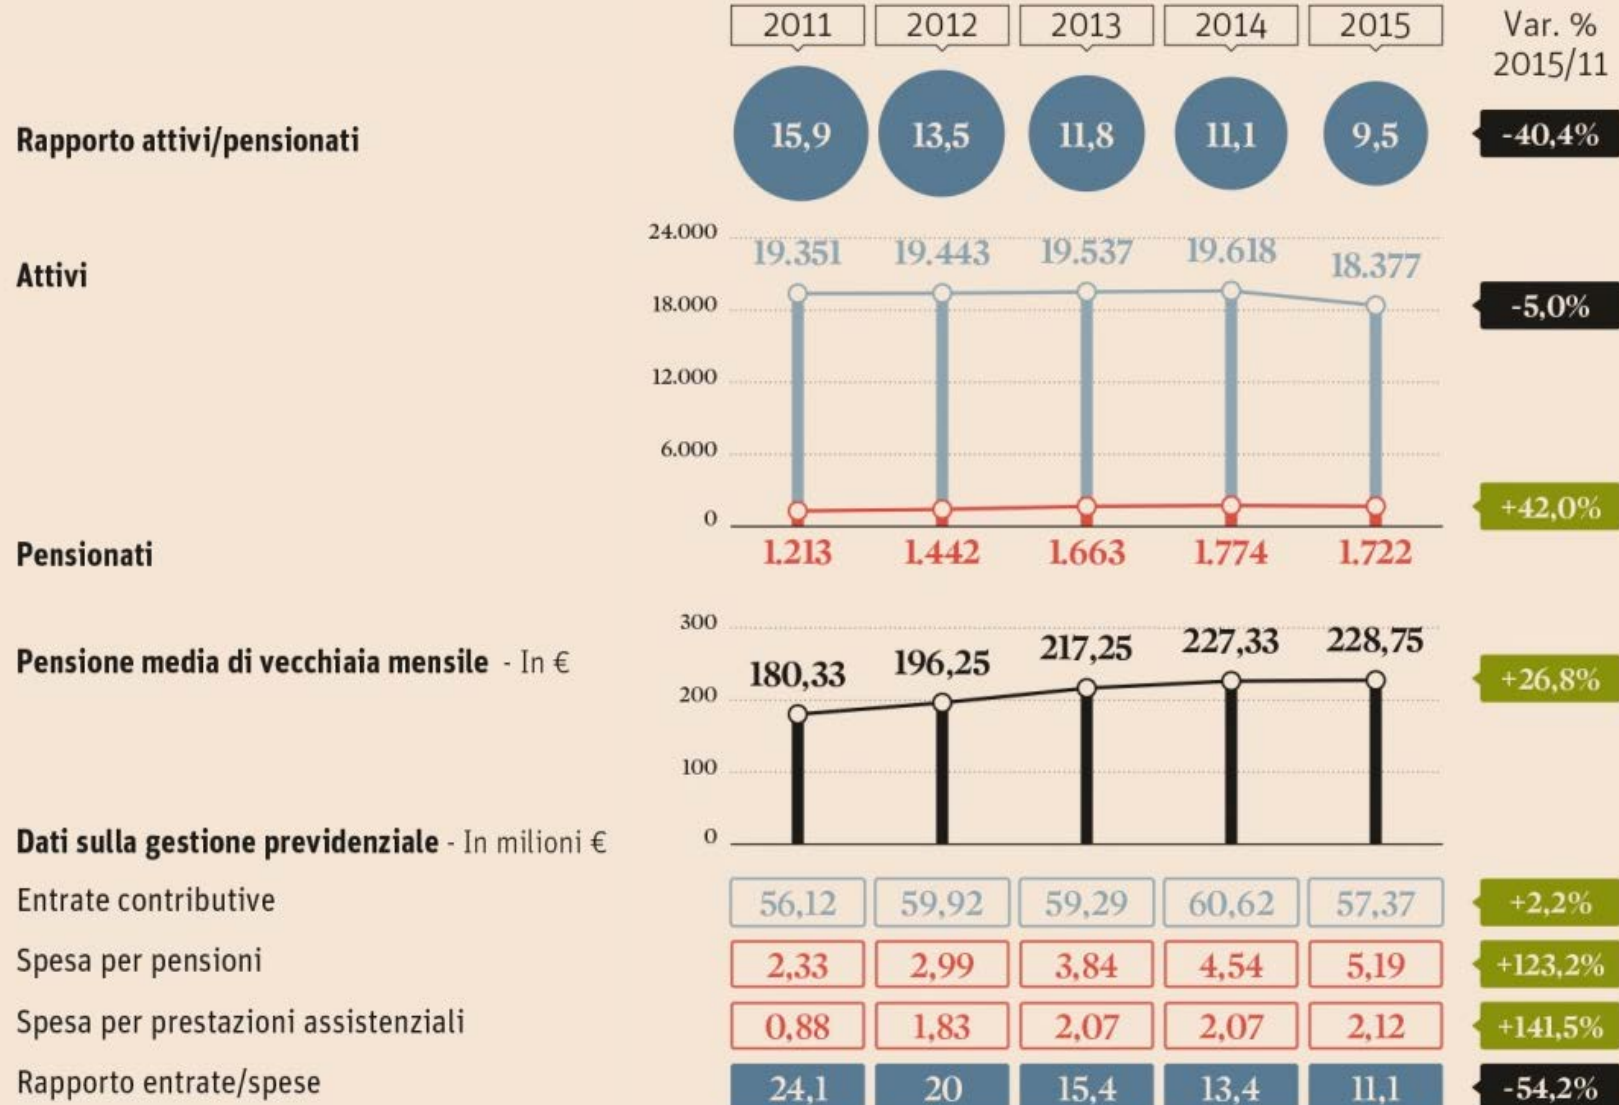 2011 2012 2013 2014 2015 Var. %
2015/11
Rapporto attivi/pensionati 15,9 13,5 11,8 11,1 9,5 -40,4%
24.000
19.351 19.443 19.537 19.618 18.377
Attivi
18.000 -5,0%
12.000
6.000
0 +42,0%
Pensionati 1.213 1.442 1.663 1.774 1.722
300
Pensione media di vecchiaia mensile - In € 180,33 196,25 217,25 227,33 228,75 +26,8%
200
100
0
Dati sulla gestione previdenziale - In milioni €
Entrate contributive 56,12 59,92 59,29 60,62 57,37 +2,2%
Spesa per pensioni 2,33 2,99 3,84 4,54 5,19 +123,2%
Spesa per prestazioni assistenziali 0,88 1,83 2,07 2,07 2,12 +141,5%
Rapporto entrate/spese 24,1 20 15,4 13,4 11,1 -54,2%